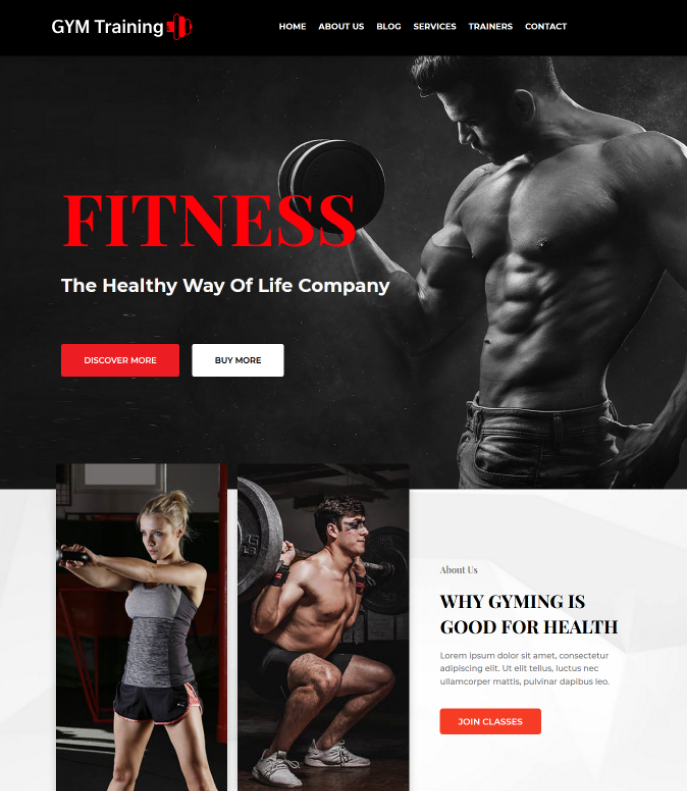 GYM Training
HOME ABOUT US BLOG SERVICES TRAINERS CONTACT
FITNESS
The Healthy Way Of Life Company
DISCOVER MORE
BUY MORE
About Us
WHY GYMING IS
GOOD FOR HEALTH
Lorem ipsum dolor sit amet, consectetur
adipiscing elit. Ut elit tellus, luctus nec
ullamcorper mattis, pulvinar dapibus leo.
JOIN CLASSES